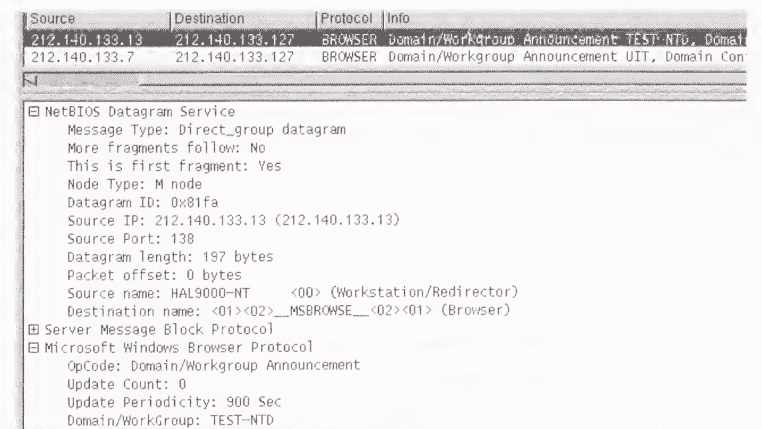 Source Destination Protocol Info
212.140.133.13 212.140.133.127 BROWSER Domain/Workgroup Announcement TEST-NTD, Domai
212.140.133.7 212.140.133.127 BROWSER Domain/Workgroup Announcement UIT, Domain Con
NetBIOS Datagram Service
Message Type: Direct_group datagram
More fragments follow: No
This is first fragment: Yes
Node Type: M node
Datagram ID: 0x81fa
Source IP: 212.140.133.13 (212.140.133.13)
Source Port: 138
Datagram length: 197 bytes
Packet offset: 0 bytes
Source name: HAL9000-NT <00> (Workstation/Redirector)
Destination name: <01><02>__MSBROWSE__<02><01> (Browser)
Server Message Block Protocol
Microsoft Windows Browser Protocol
OpCode: Domain/Workgroup Announcement
Update Count: 0
Update Periodicity: 900 Sec
Domain/WorkGroup: TEST-NTD